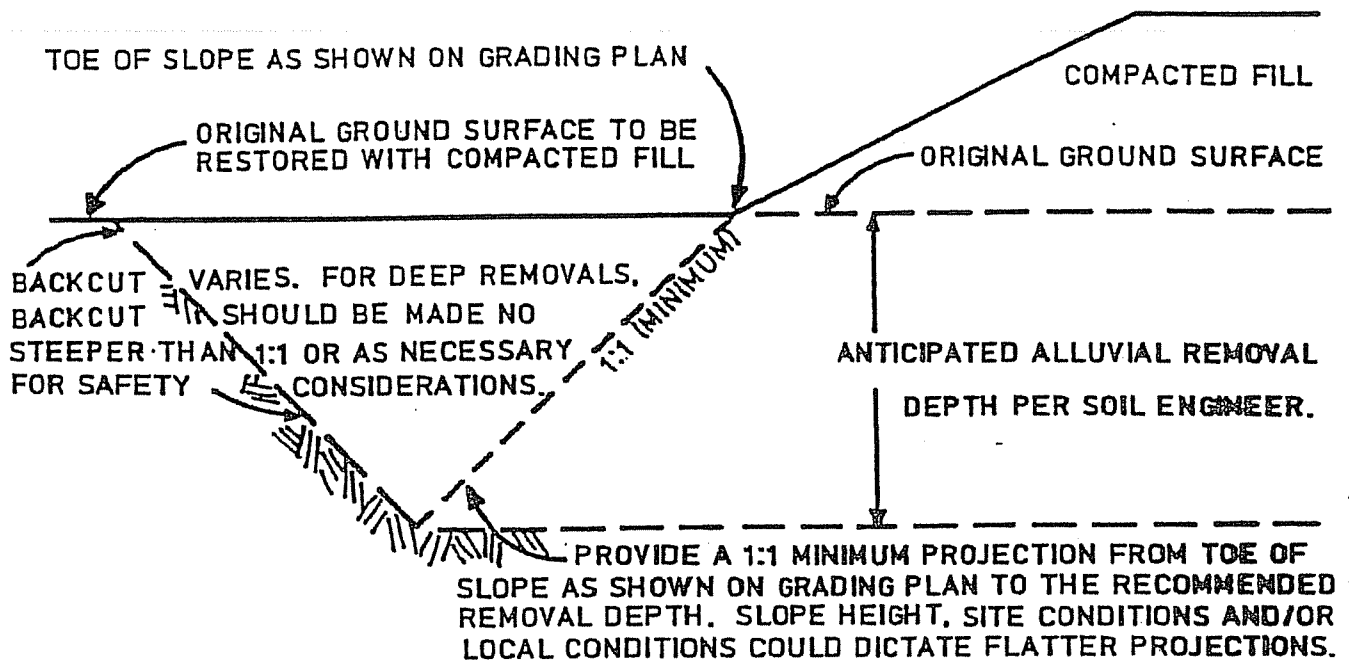 TOE OF SLOPE AS SHOWN ON GRADING PLAN
COMPACTED FILL
ORIGINAL GROUND SURFACE TO BE
RESTORED WITH COMPACTED FILL
ORIGINAL GROUND SURFACE
BACKCUT VARIES. FOR DEEP REMOVALS,
BACKCUT SHOULD BE MADE NO
STEEPER THAN 1:1 OR AS NECESSARY
FOR SAFETY CONSIDERATIONS.
1:1 (MINIMUM)
ANTICIPATED ALLUVIAL REMOVAL
DEPTH PER SOIL ENGINEER.
PROVIDE A 1:1 MINIMUM PROJECTION FROM TOE OF
SLOPE AS SHOWN ON GRADING PLAN TO THE RECOMMENDED
REMOVAL DEPTH. SLOPE HEIGHT, SITE CONDITIONS AND/OR
LOCAL CONDITIONS COULD DICTATE FLATTER PROJECTIONS.